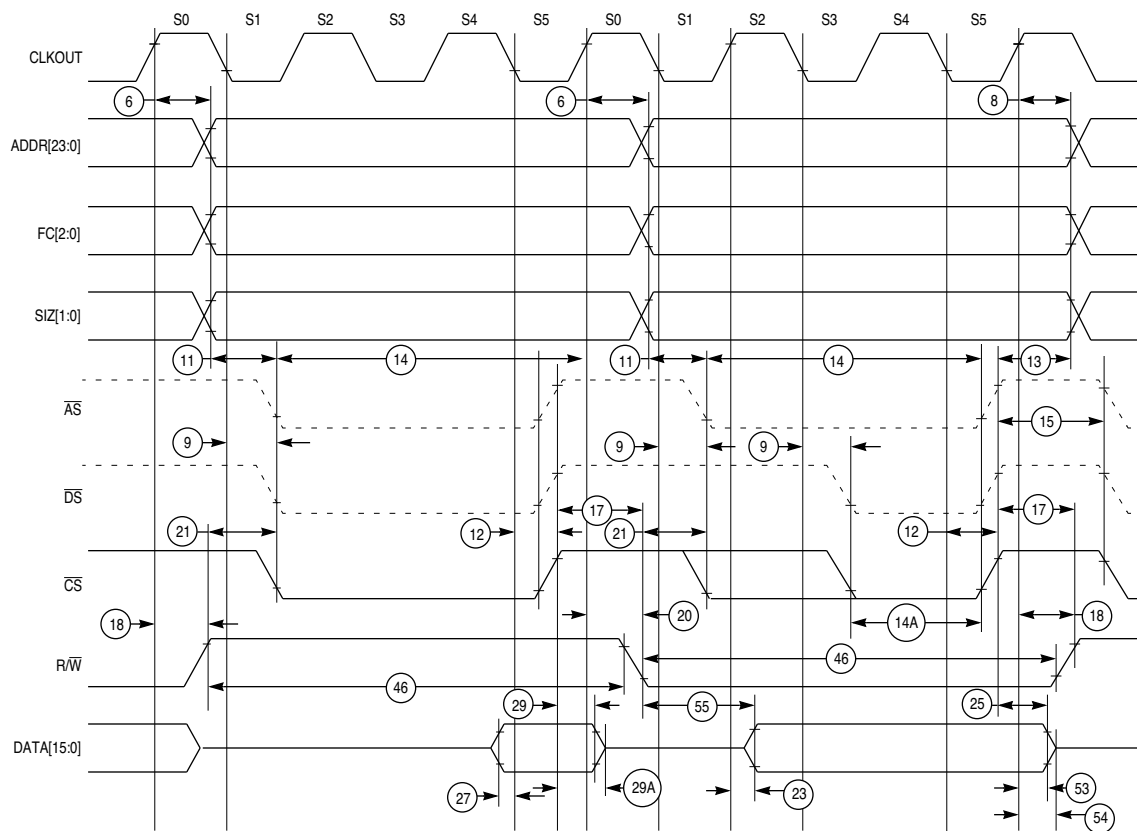 S0 S1 S2 S3 S4 S5 S0 S1 S2 S3 S4 S5
CLKOUT
6 6 8
ADDR[23:0]
FC[2:0]
SIZ[1:0]
11 14 11 14 13
A̅S̅
15
9 9 9
D̅S̅
17 17
21 12 21 12
C̅S̅
18 20 14A 18
R/W̅
46 46
29 55 25
DATA[15:0]
27 29A 23 53
54